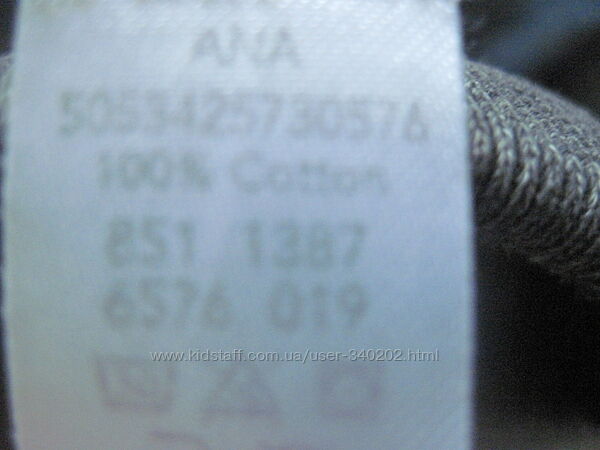 ANA
5053425730576
100% Cotton
851 1387
6576 019
www.kidstaff.com.ua/user-340202.html